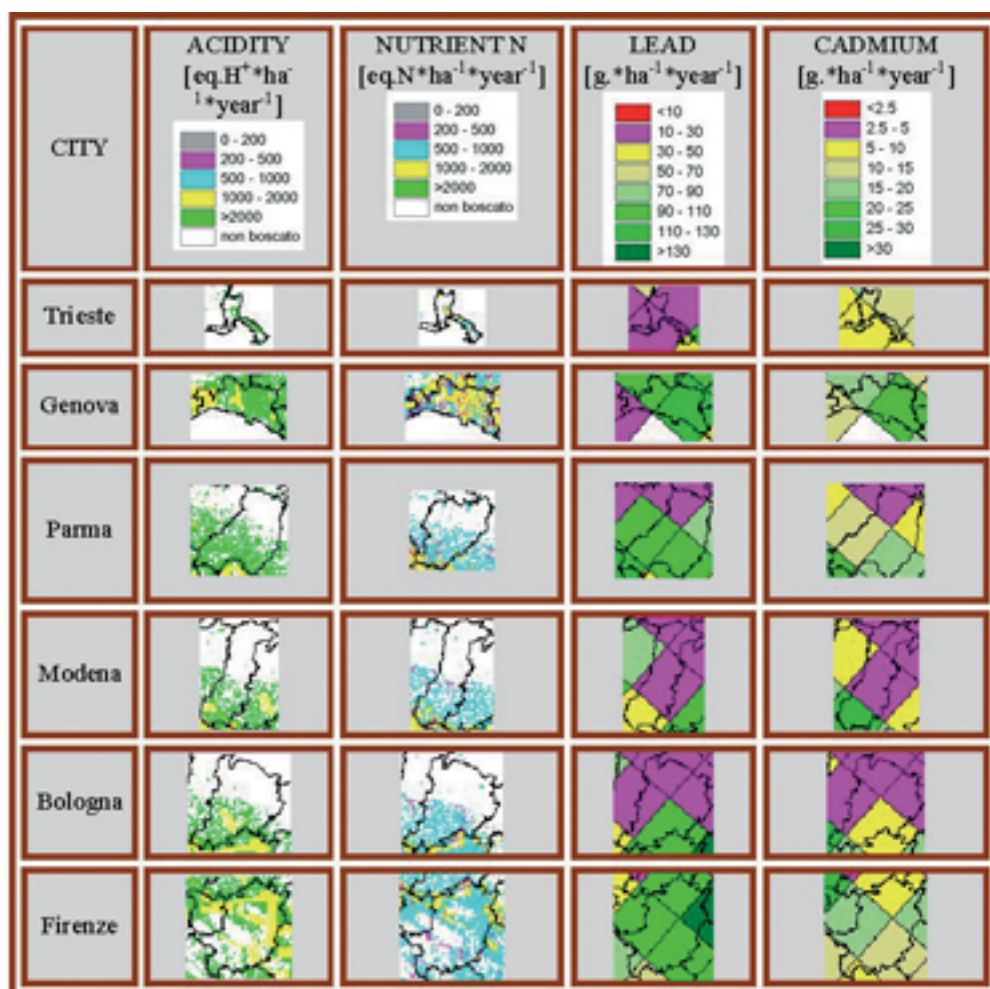 CITY
ACIDITY
[eq.H+*ha-
1*year-1]
0 - 200
200 - 500
500 - 1000
1000 - 2000
>2000
non boscato
NUTRIENT N
[eq.N*ha-1*year-1]
0 - 200
200 - 500
500 - 1000
1000 - 2000
>2000
non boscato
LEAD
[g.*ha-1*year-1]
<10
10 - 30
30 - 50
50 - 70
70 - 90
90 - 110
110 - 130
>130
CADMIUM
[g.*ha-1*year-1]
<2.5
2.5 - 5
5 - 10
10 - 15
15 - 20
20 - 25
25 - 30
>30
Trieste
Genova
Parma
Modena
Bologna
Firenze